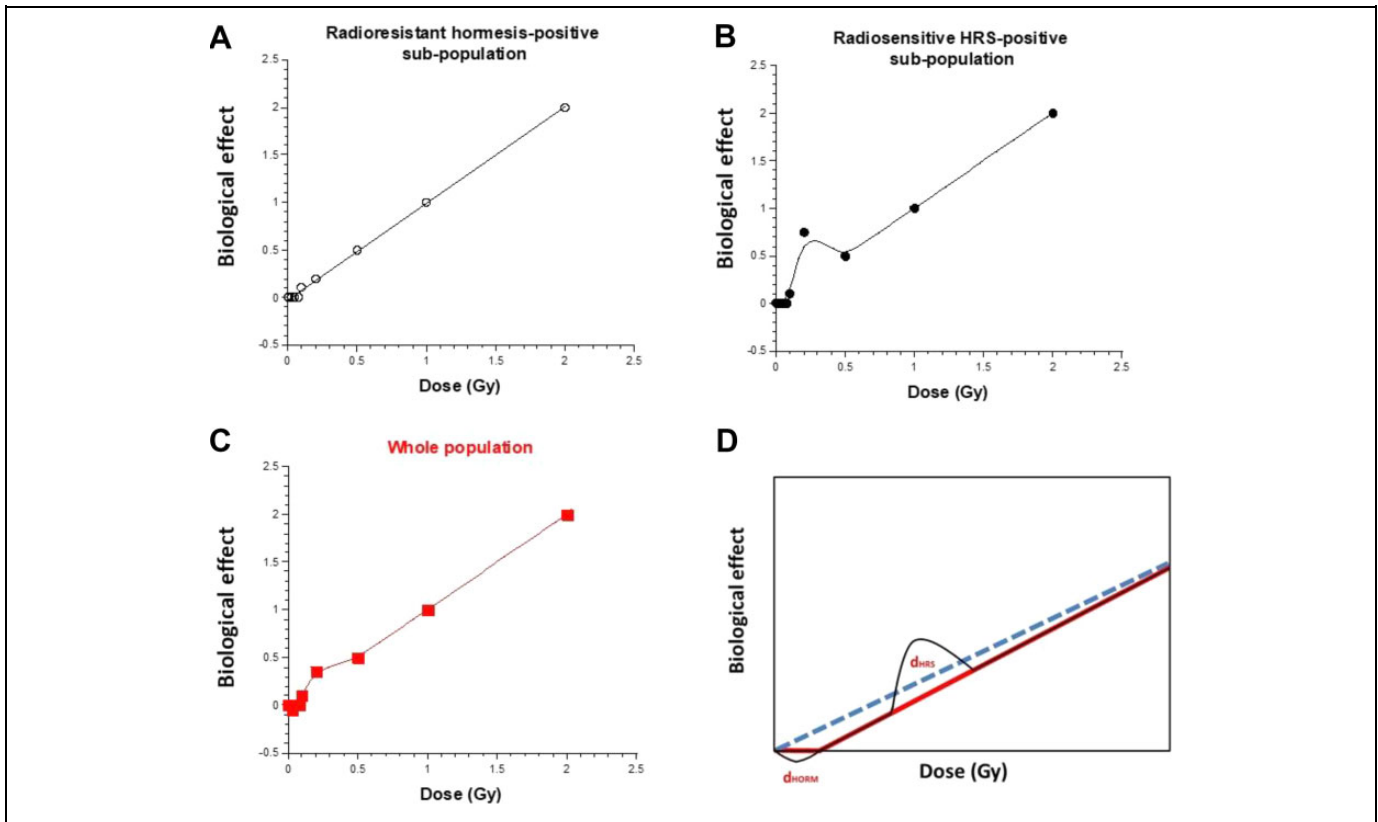 A
Radioresistant hormesis-positive
sub-population
Biological effect
2.5
2
1.5
1
0.5
0
-0.5
0
0.5
1
1.5
2
2.5
Dose (Gy)
B
Radiosensitive HRS-positive
sub-population
Biological effect
2.5
2
1.5
1
0.5
0
-0.5
0
0.5
1
1.5
2
2.5
Dose (Gy)
C
Whole population
Biological effect
2.5
2
1.5
1
0.5
0
-0.5
0
0.5
1
1.5
2
2.5
Dose (Gy)
D
Biological effect
dHRS
dHORM
Dose (Gy)